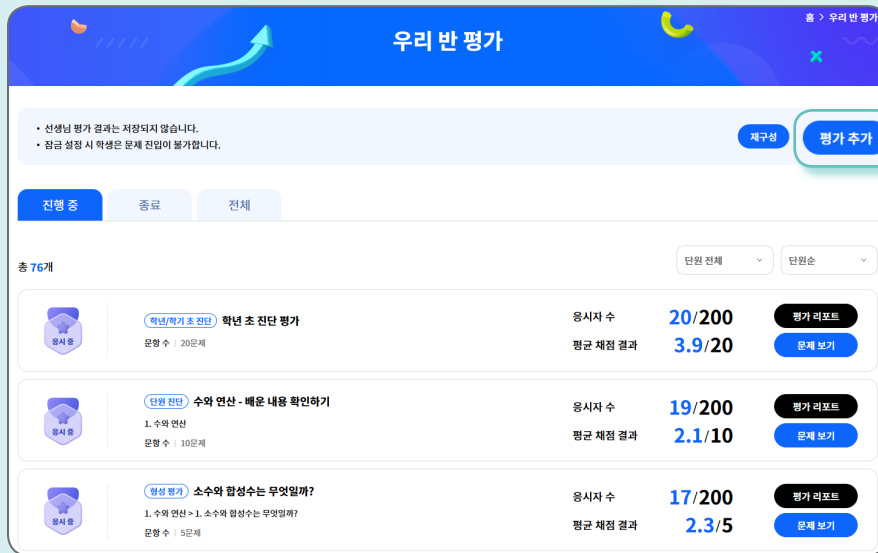 홈 > 우리 반 평가
우리 반 평가
• 선생님 평가 결과는 저장되지 않습니다.
• 잠금 설정 시 학생은 문제 진입이 불가합니다.
재구성
평가 추가
진행 중
종료
전체
총 76개
단원 전체
단원순
응시 중
학년/학기 초 진단 학년 초 진단 평가
문항 수 | 20문제
응시자 수 20/200
평균 채점 결과 3.9/20
평가 리포트
문제 보기
응시 중
단원 진단 수와 연산 - 배운 내용 확인하기
1. 수와 연산
문항 수 | 10문제
응시자 수 19/200
평균 채점 결과 2.1/10
평가 리포트
문제 보기
응시 중
형성 평가 소수와 합성수는 무엇일까?
1. 수와 연산 > 1. 소수와 합성수는 무엇일까?
문항 수 | 5문제
응시자 수 17/200
평균 채점 결과 2.3/5
평가 리포트
문제 보기